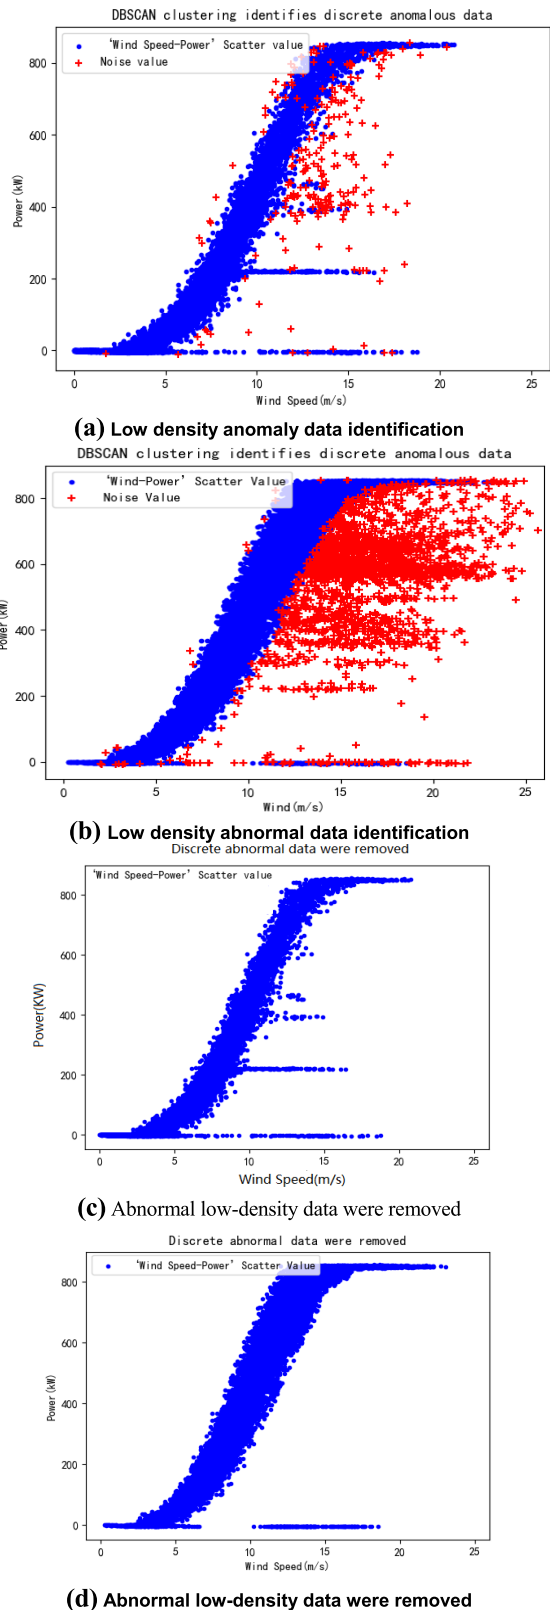 DBSCAN clustering identifies discrete anomalous data
‘Wind Speed-Power’ Scatter value
Noise value
800
600
400
200
0
Power(kW)
0 5 10 15 20 25
Wind Speed(m/s)
(a) Low density anomaly data identification
DBSCAN clustering identifies discrete anomalous data
‘Wind-Power’ Scatter Value
Noise Value
800
600
400
200
0
Power(kW)
0 5 10 15 20 25
Wind(m/s)
(b) Low density abnormal data identification
Discrete abnormal data were removed
‘Wind Speed-Power’ Scatter value
800
600
400
200
0
Power(KW)
0 5 10 15 20 25
Wind Speed(m/s)
(c) Abnormal low-density data were removed
Discrete abnormal data were removed
‘Wind Speed-Power’ Scatter Value
800
600
400
200
0
Power(kW)
0 5 10 15 20 25
Wind Speed(m/s)
(d) Abnormal low-density data were removed